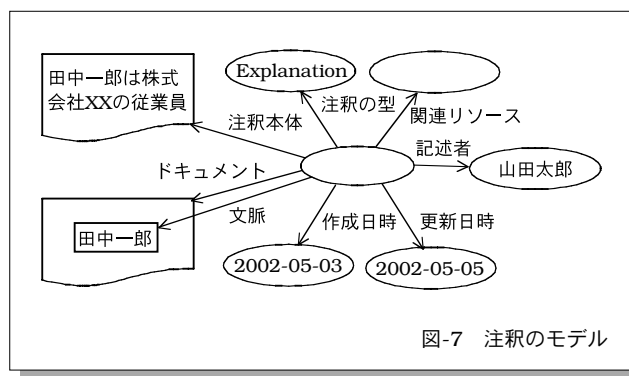 田中一郎は株式
会社XXの従業員
Explanation
注釈の型
関連リソース
注釈本体
記述者
山田太郎
ドキュメント
文脈
田中一郎
作成日時
更新日時
2002-05-03
2002-05-05
図-7 注釈のモデル